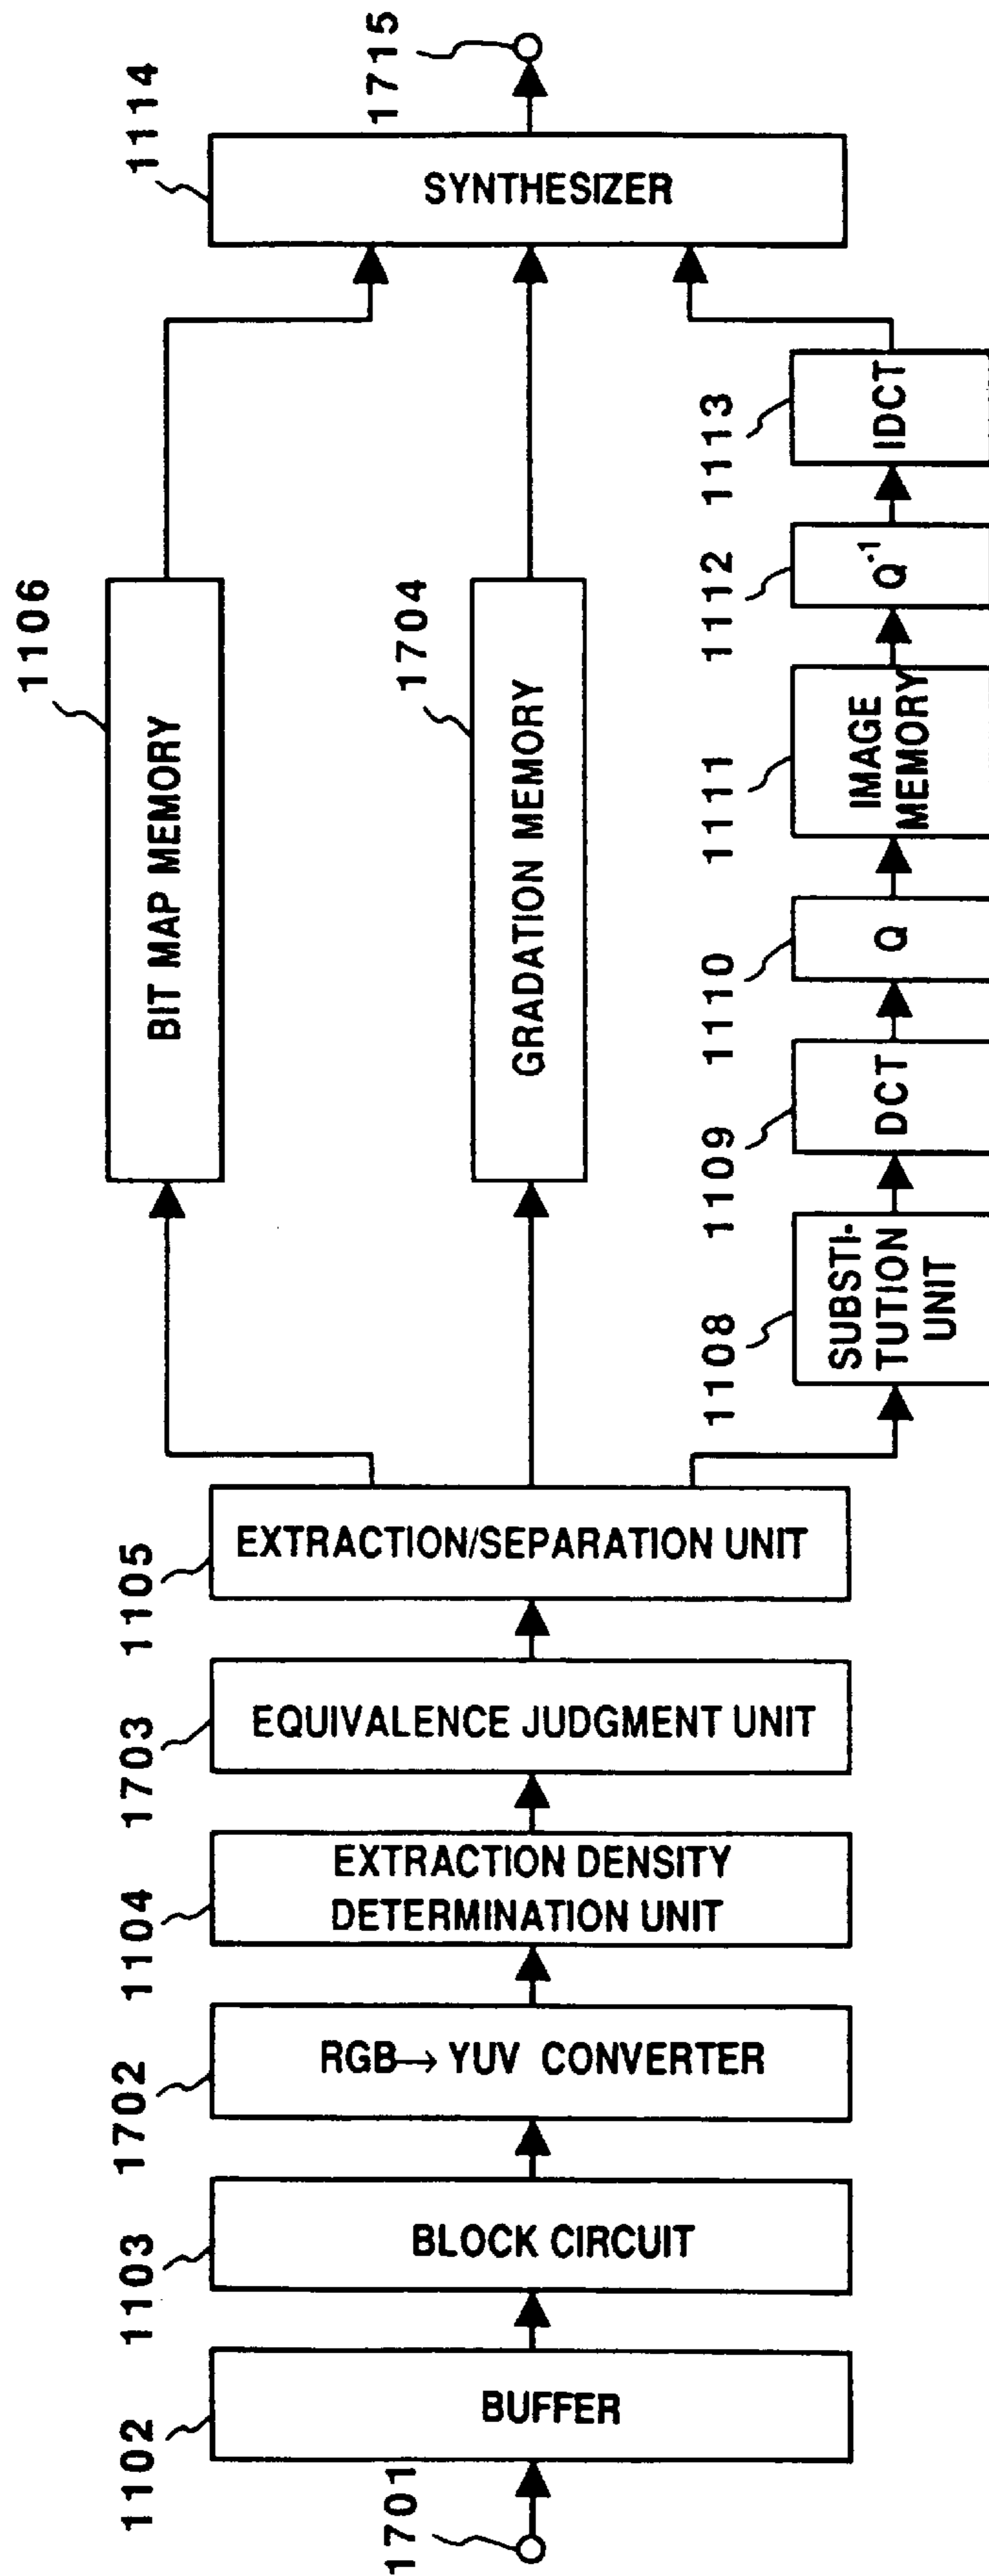 1701
1102
BUFFER
1103
BLOCK CIRCUIT
1702
RGB→YUV CONVERTER
1104
EXTRACTION DENSITY
DETERMINATION UNIT
1703
EQUIVALENCE JUDGMENT UNIT
1105
EXTRACTION/SEPARATION UNIT
1106
BIT MAP MEMORY
1704
GRADATION MEMORY
1108
SUBSTI-
TUTION
UNIT
1109
DCT
1110
Q
1111
IMAGE
MEMORY
1112
Q-1
1113
IDCT
1114
SYNTHESIZER
1715